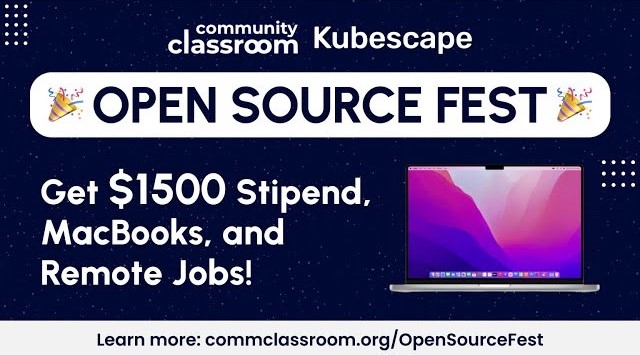 community
classroom Kubescape
OPEN SOURCE FEST
Get $1500 Stipend,
MacBooks, and
Remote Jobs!
Learn more: commclassroom.org/OpenSourceFest